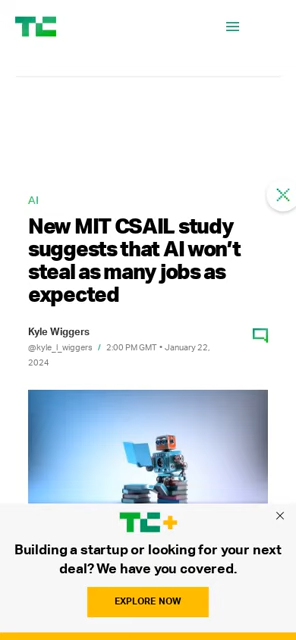 TC
AI
New MIT CSAIL study
suggests that AI won’t
steal as many jobs as
expected
Kyle Wiggers
@kyle_l_wiggers / 2:00 PM GMT • January 22,
2024
TC+
Building a startup or looking for your next
deal? We have you covered.
EXPLORE NOW